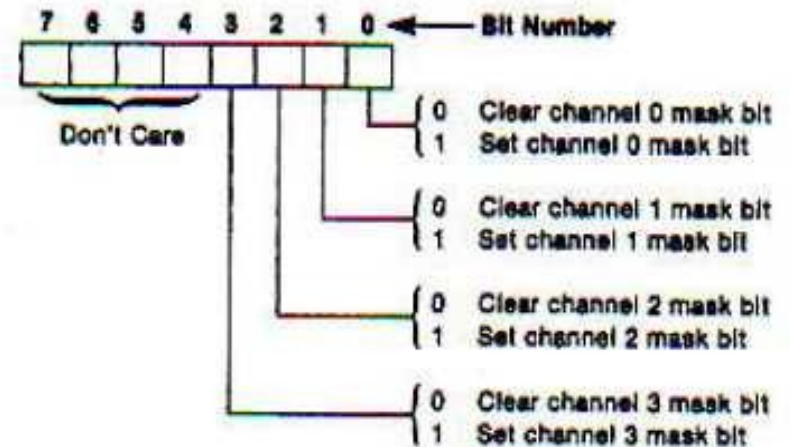 7 6 5 4 3 2 1 0 Bit Number
Don't Care
0 Clear channel 0 mask bit
1 Set channel 0 mask bit
0 Clear channel 1 mask bit
1 Set channel 1 mask bit
0 Clear channel 2 mask bit
1 Set channel 2 mask bit
0 Clear channel 3 mask bit
1 Set channel 3 mask bit